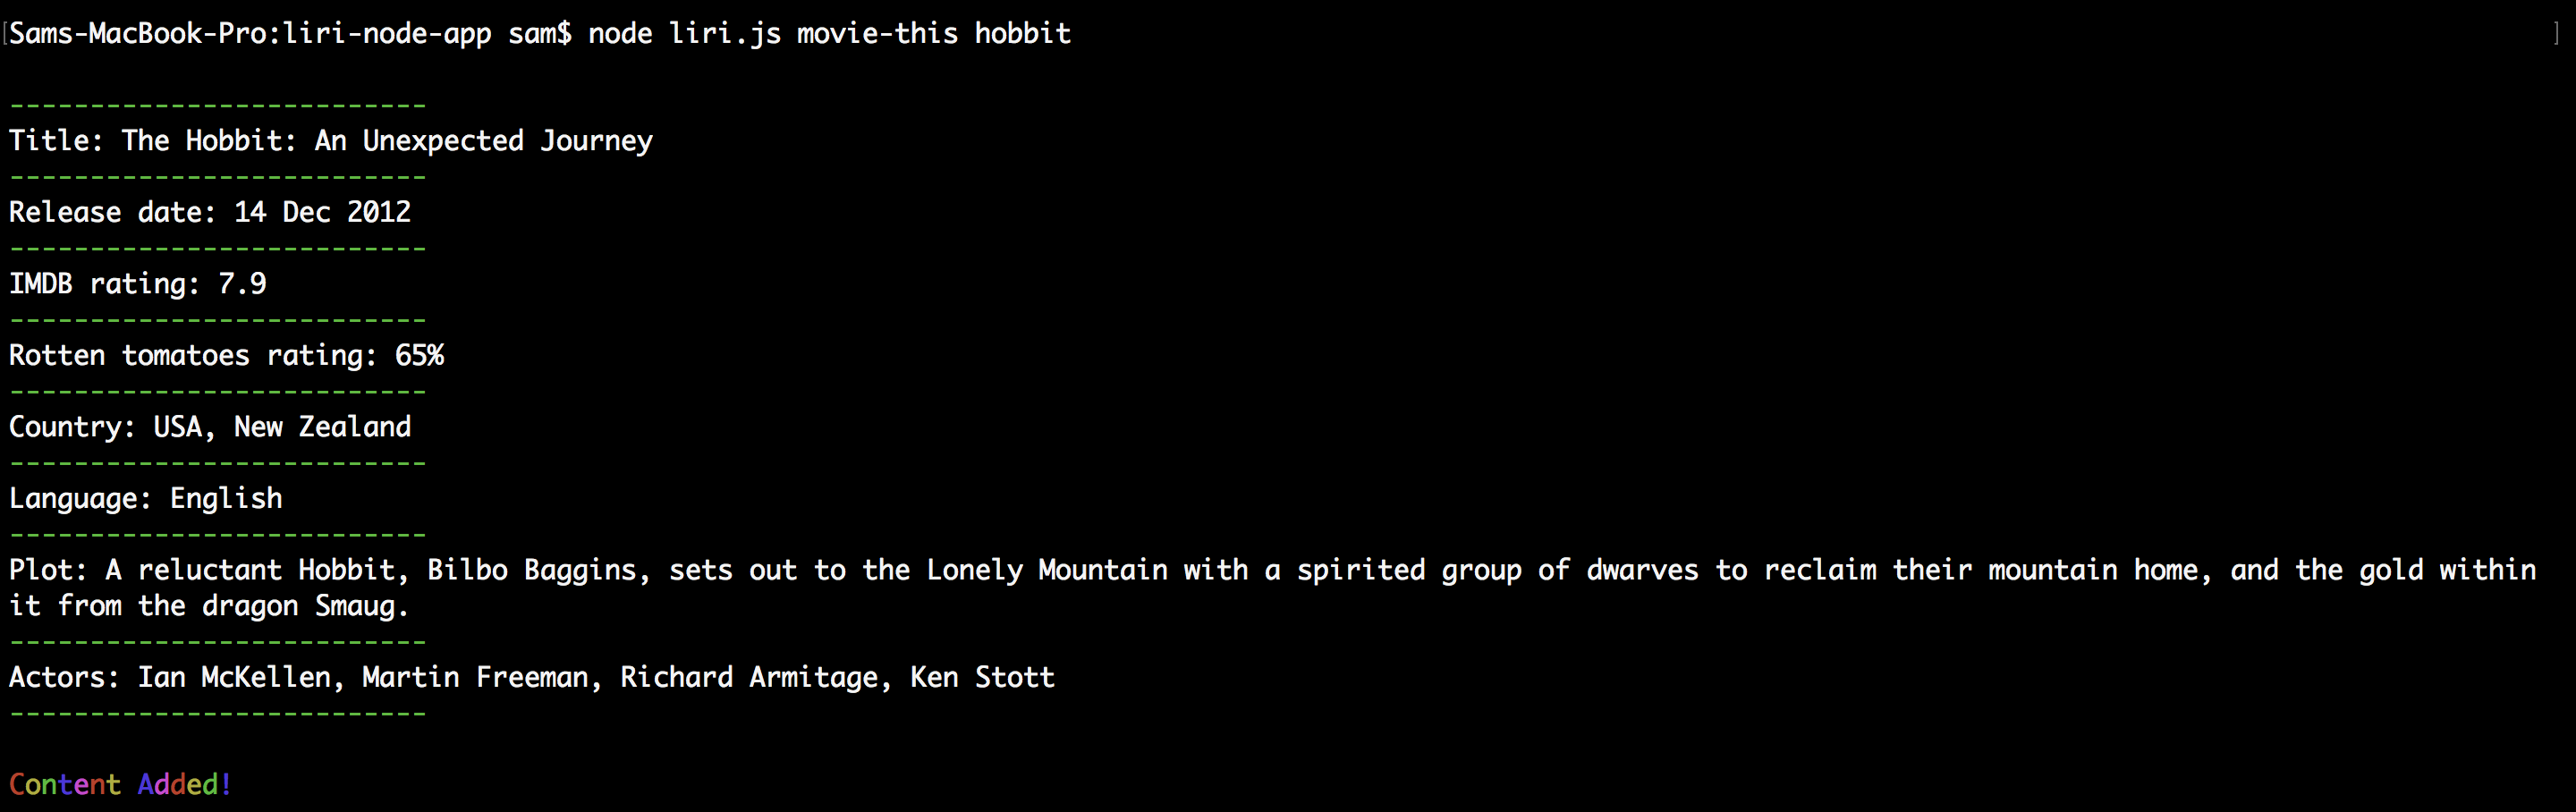 [Sams-MacBook-Pro:liri-node-app sam$ node liri.js movie-this hobbit ]
--------------------------
Title: The Hobbit: An Unexpected Journey
--------------------------
Release date: 14 Dec 2012
--------------------------
IMDB rating: 7.9
--------------------------
Rotten tomatoes rating: 65%
--------------------------
Country: USA, New Zealand
--------------------------
Language: English
--------------------------
Plot: A reluctant Hobbit, Bilbo Baggins, sets out to the Lonely Mountain with a spirited group of dwarves to reclaim their mountain home, and the gold within
it from the dragon Smaug.
--------------------------
Actors: Ian McKellen, Martin Freeman, Richard Armitage, Ken Stott
--------------------------
Content Added!